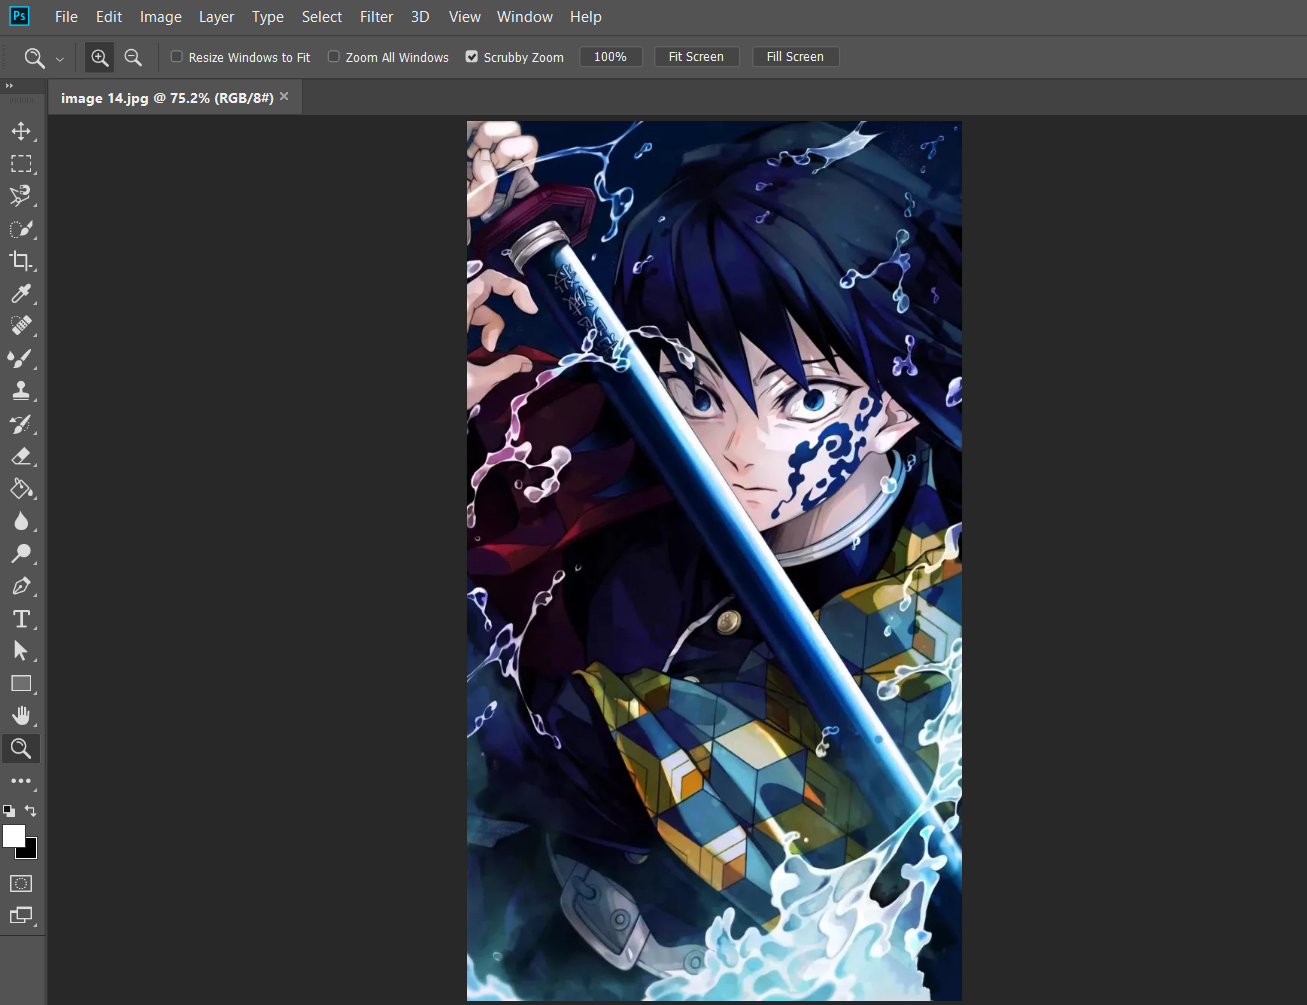 Ps File Edit Image Layer Type Select Filter 3D View Window Help
Resize Windows to Fit Zoom All Windows Scrubby Zoom 100% Fit Screen Fill Screen
image 14.jpg @ 75.2% (RGB/8#) ×
T